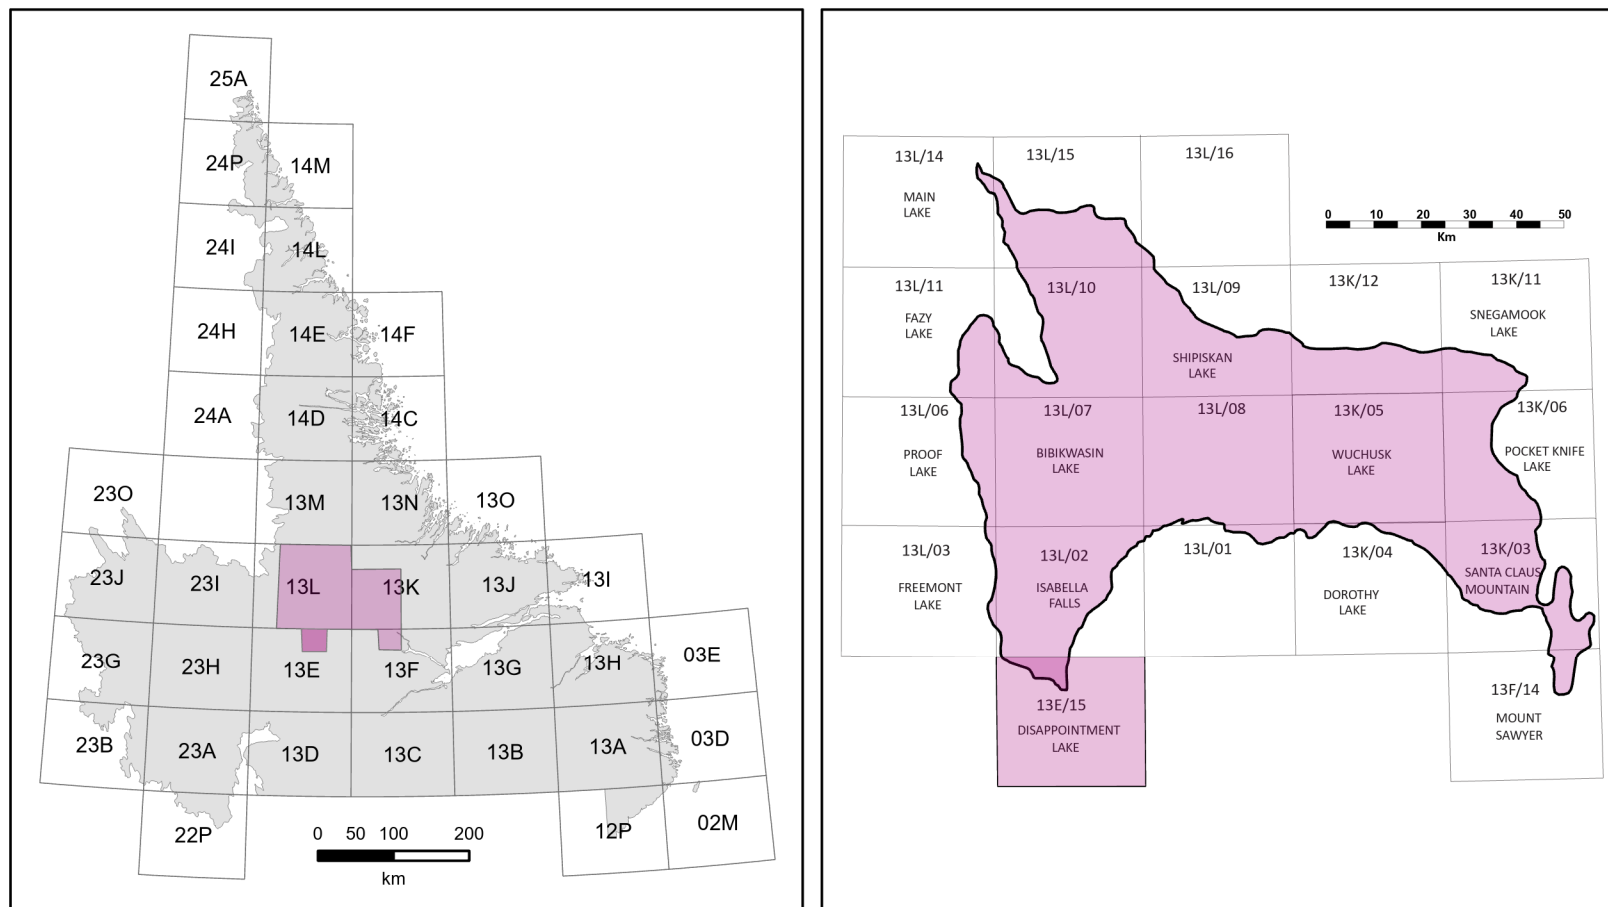 25A
24P
14M
24I
14L
24H
14E
14F
24A
14D
14C
23O
13M
13N
13O
23J
23I
13L
13K
13J
13I
23G
23H
13E
13F
13G
13H
03E
23B
23A
13D
13C
13B
13A
03D
22P
12P
02M
0 50 100 200
km
13L/14
MAIN
LAKE
13L/15
13L/16
0 10 20 30 40 50
Km
13L/11
FAZY
LAKE
13L/10
13L/09
SHIPISKAN
LAKE
13K/12
13K/11
SNEGAMOOK
LAKE
13L/06
PROOF
LAKE
13L/07
BIBIKWASIN
LAKE
13L/08
13K/05
WUCHUSK
LAKE
13K/06
POCKET KNIFE
LAKE
13L/03
FREEMONT
LAKE
13L/02
ISABELLA
FALLS
13L/01
13K/04
DOROTHY
LAKE
13K/03
SANTA CLAUS
MOUNTAIN
13E/15
DISAPPOINTMENT
LAKE
13F/14
MOUNT
SAWYER